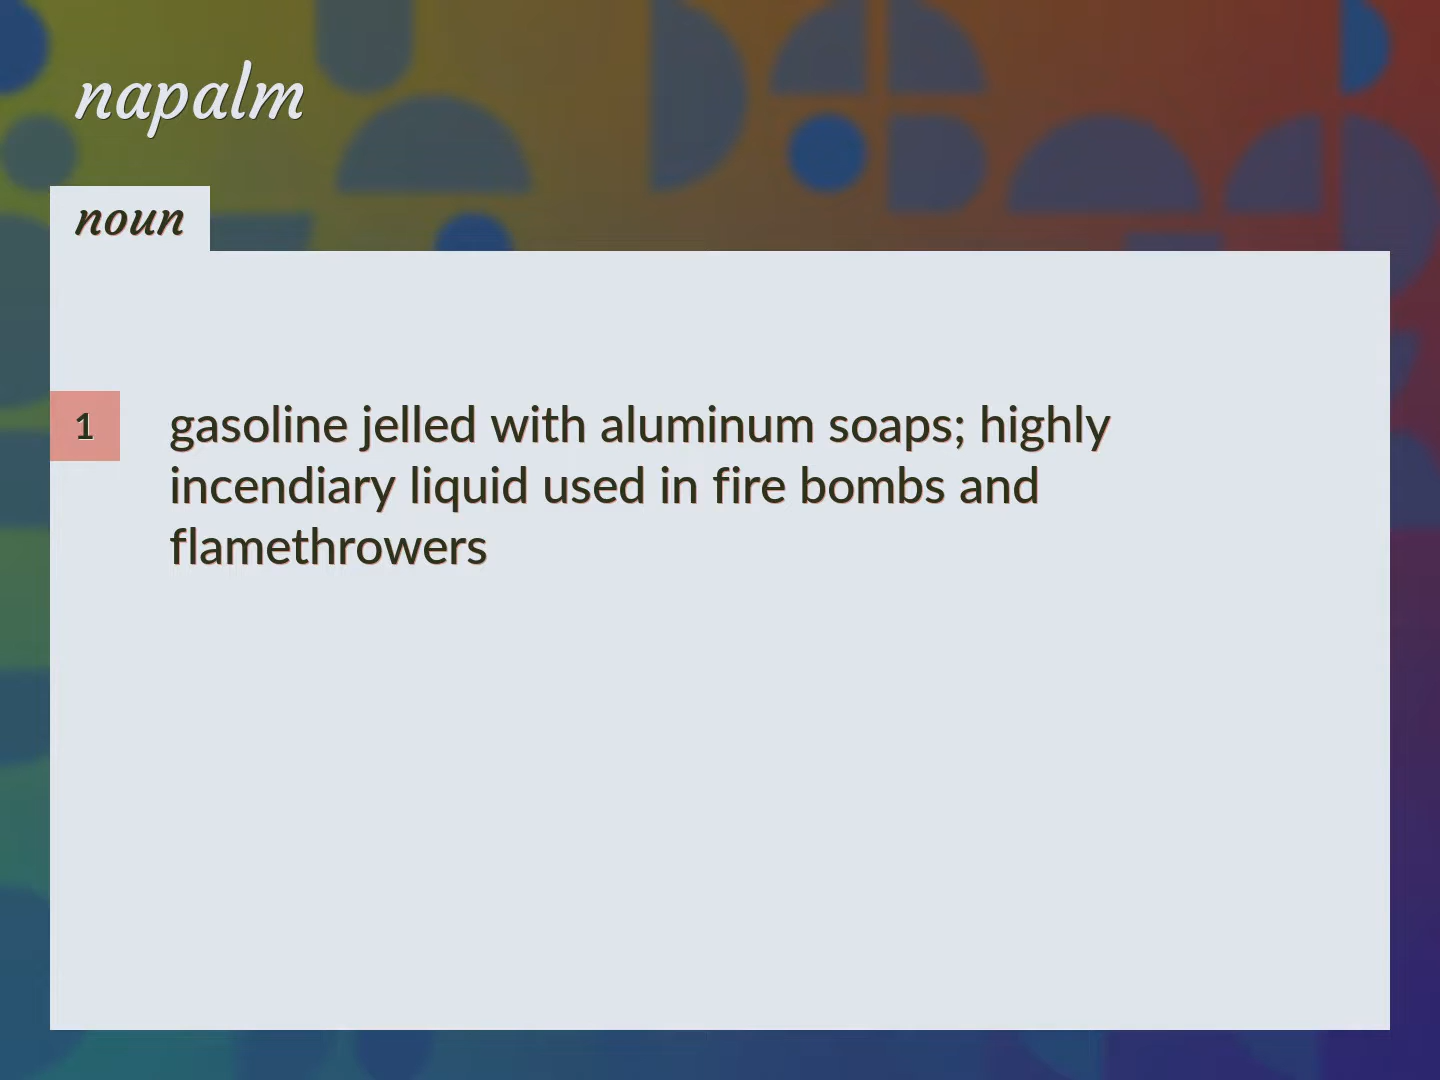 napalm
noun
1
gasoline jelled with aluminum soaps; highly
incendiary liquid used in fire bombs and
flamethrowers